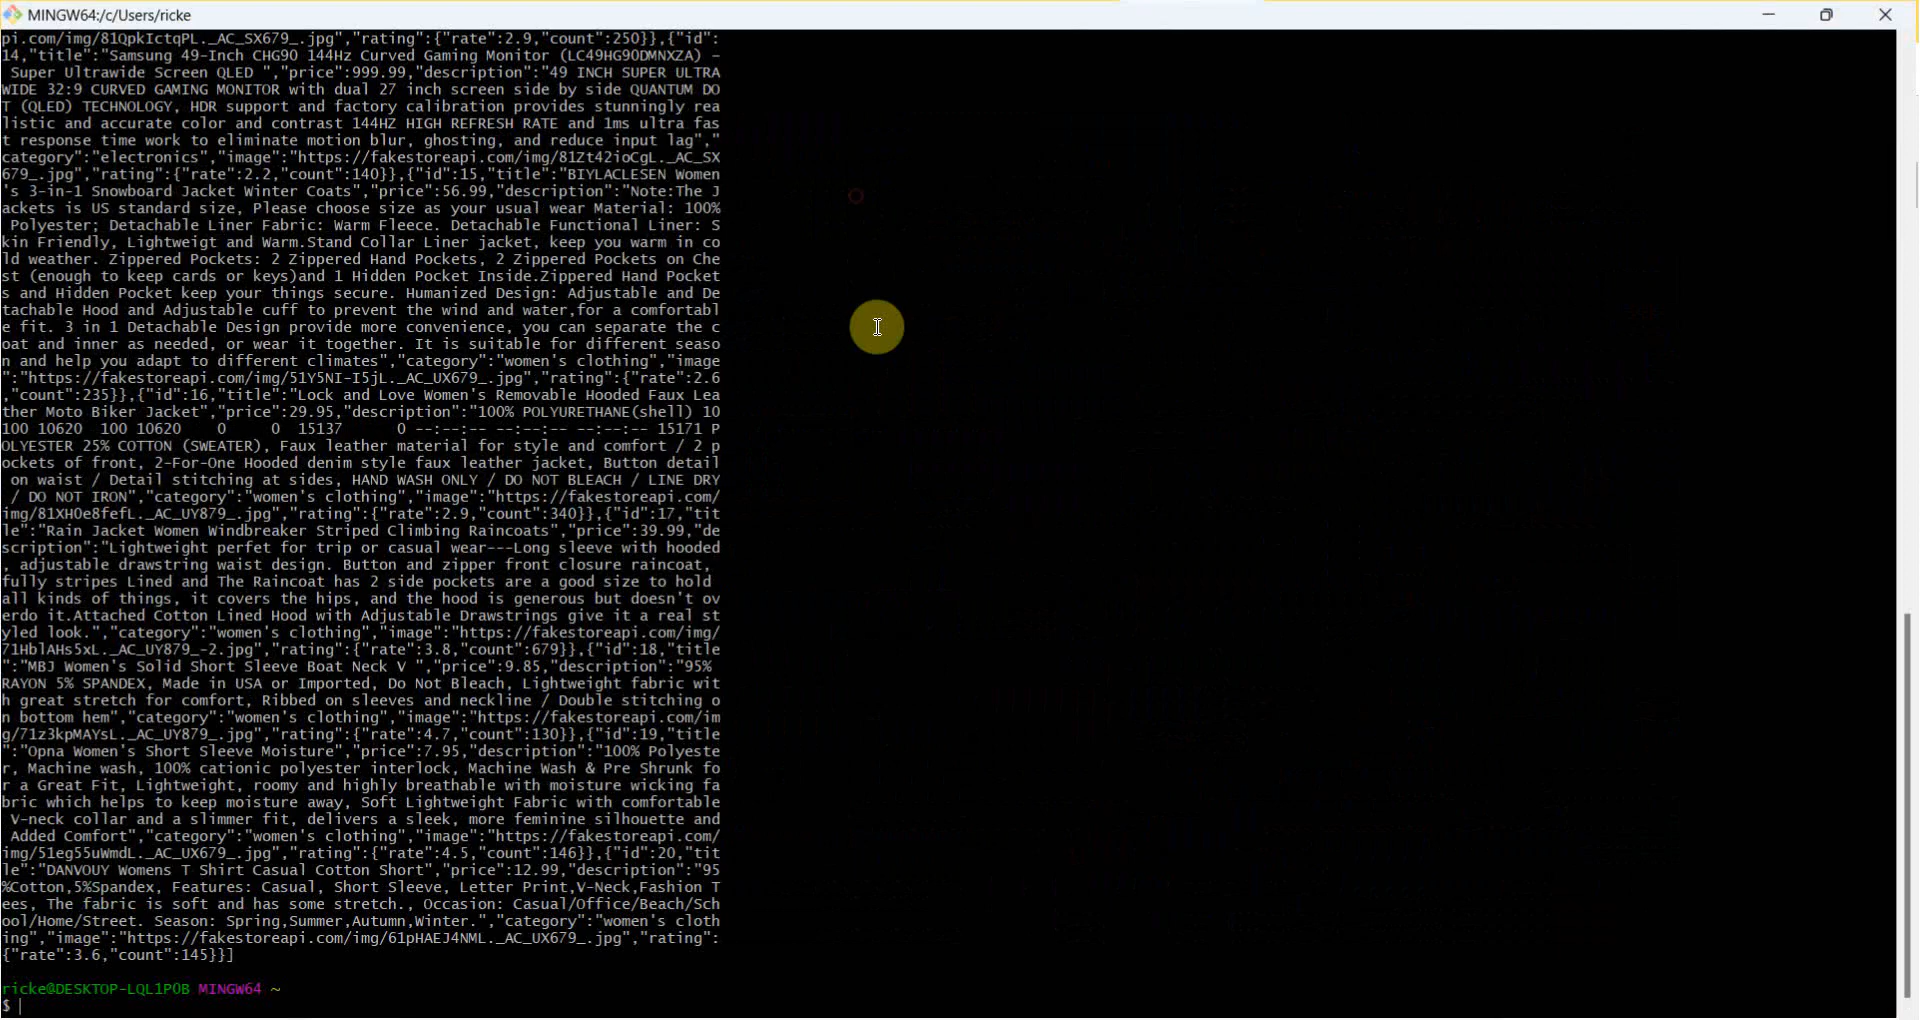 MINGW64:/c/Users/ricke
pi.com/img/81QpkIctqPL._AC_SX679_.jpg","rating":{"rate":2.9,"count":250}},{"id":
14,"title":"Samsung 49-Inch CHG90 144Hz Curved Gaming Monitor (LC49HG90DMNXZA) –
 Super Ultrawide Screen QLED ","price":999.99,"description":"49 INCH SUPER ULTRA
WIDE 32:9 CURVED GAMING MONITOR with dual 27 inch screen side by side QUANTUM DO
T (QLED) TECHNOLOGY, HDR support and factory calibration provides stunningly rea
listic and accurate color and contrast 144HZ HIGH REFRESH RATE and 1ms ultra fas
t response time work to eliminate motion blur, ghosting, and reduce input lag","
category":"electronics","image":"https://fakestoreapi.com/img/81Zt42ioCgL._AC_SX
679_.jpg","rating":{"rate":2.2,"count":140}},{"id":15,"title":"BIYLACLESEN Women
's 3-in-1 Snowboard Jacket Winter Coats","price":56.99,"description":"Note:The J
ackets is US standard size, Please choose size as your usual wear Material: 100%
 Polyester; Detachable Liner Fabric: Warm Fleece. Detachable Functional Liner: S
kin Friendly, Lightweigt and Warm.Stand Collar Liner jacket, keep you warm in co
ld weather. Zippered Pockets: 2 Zippered Hand Pockets, 2 Zippered Pockets on Che
st (enough to keep cards or keys)and 1 Hidden Pocket Inside.Zippered Hand Pocket
s and Hidden Pocket keep your things secure. Humanized Design: Adjustable and De
tachable Hood and Adjustable cuff to prevent the wind and water,for a comfortabl
e fit. 3 in 1 Detachable Design provide more convenience, you can separate the c
oat and inner as needed, or wear it together. It is suitable for different seaso
n and help you adapt to different climates","category":"women's clothing","image
":"https://fakestoreapi.com/img/51Y5NI-I5jL._AC_UX679_.jpg","rating":{"rate":2.6
,"count":235}},{"id":16,"title":"Lock and Love Women's Removable Hooded Faux Lea
ther Moto Biker Jacket","price":29.95,"description":"100% POLYURETHANE(shell) 10
100 10620  100 10620    0     0  15137      0 --:--:-- --:--:-- --:--:-- 15171 P
OLYESTER 25% COTTON (SWEATER), Faux leather material for style and comfort / 2 p
ockets of front, 2-For-One Hooded denim style faux leather jacket, Button detail
 on waist / Detail stitching at sides, HAND WASH ONLY / DO NOT BLEACH / LINE DRY
 / DO NOT IRON","category":"women's clothing","image":"https://fakestoreapi.com/
img/81XH0e8fefL._AC_UY879_.jpg","rating":{"rate":2.9,"count":340}},{"id":17,"tit
le":"Rain Jacket Women Windbreaker Striped Climbing Raincoats","price":39.99,"de
scription":"Lightweight perfet for trip or casual wear---Long sleeve with hooded
, adjustable drawstring waist design. Button and zipper front closure raincoat,
fully stripes Lined and The Raincoat has 2 side pockets are a good size to hold
all kinds of things, it covers the hips, and the hood is generous but doesn't ov
erdo it.Attached Cotton Lined Hood with Adjustable Drawstrings give it a real st
yled look.","category":"women's clothing","image":"https://fakestoreapi.com/img/
71HblAHs5xL._AC_UY879_-2.jpg","rating":{"rate":3.8,"count":679}},{"id":18,"title
":"MBJ Women's Solid Short Sleeve Boat Neck V ","price":9.85,"description":"95%
RAYON 5% SPANDEX, Made in USA or Imported, Do Not Bleach, Lightweight fabric wit
h great stretch for comfort, Ribbed on sleeves and neckline / Double stitching o
n bottom hem","category":"women's clothing","image":"https://fakestoreapi.com/im
g/71z3kpMAYsL._AC_UY879_.jpg","rating":{"rate":4.7,"count":130}},{"id":19,"title
":"Opna Women's Short Sleeve Moisture","price":7.95,"description":"100% Polyeste
r, Machine wash, 100% cationic polyester interlock, Machine Wash & Pre Shrunk fo
r a Great Fit, Lightweight, roomy and highly breathable with moisture wicking fa
bric which helps to keep moisture away, Soft Lightweight Fabric with comfortable
 V-neck collar and a slimmer fit, delivers a sleek, more feminine silhouette and
 Added Comfort","category":"women's clothing","image":"https://fakestoreapi.com/
img/51eg55uWmdL._AC_UX679_.jpg","rating":{"rate":4.5,"count":146}},{"id":20,"tit
le":"DANVOUY Womens T Shirt Casual Cotton Short","price":12.99,"description":"95
%Cotton,5%Spandex, Features: Casual, Short Sleeve, Letter Print,V-Neck,Fashion T
ees, The fabric is soft and has some stretch., Occasion: Casual/Office/Beach/Sch
ool/Home/Street. Season: Spring,Summer,Autumn,Winter.","category":"women's cloth
ing","image":"https://fakestoreapi.com/img/61pHAEJ4NML._AC_UX679_.jpg","rating":
{"rate":3.6,"count":145}}]
ricke@DESKTOP-LQL1P0B MINGW64 ~
$